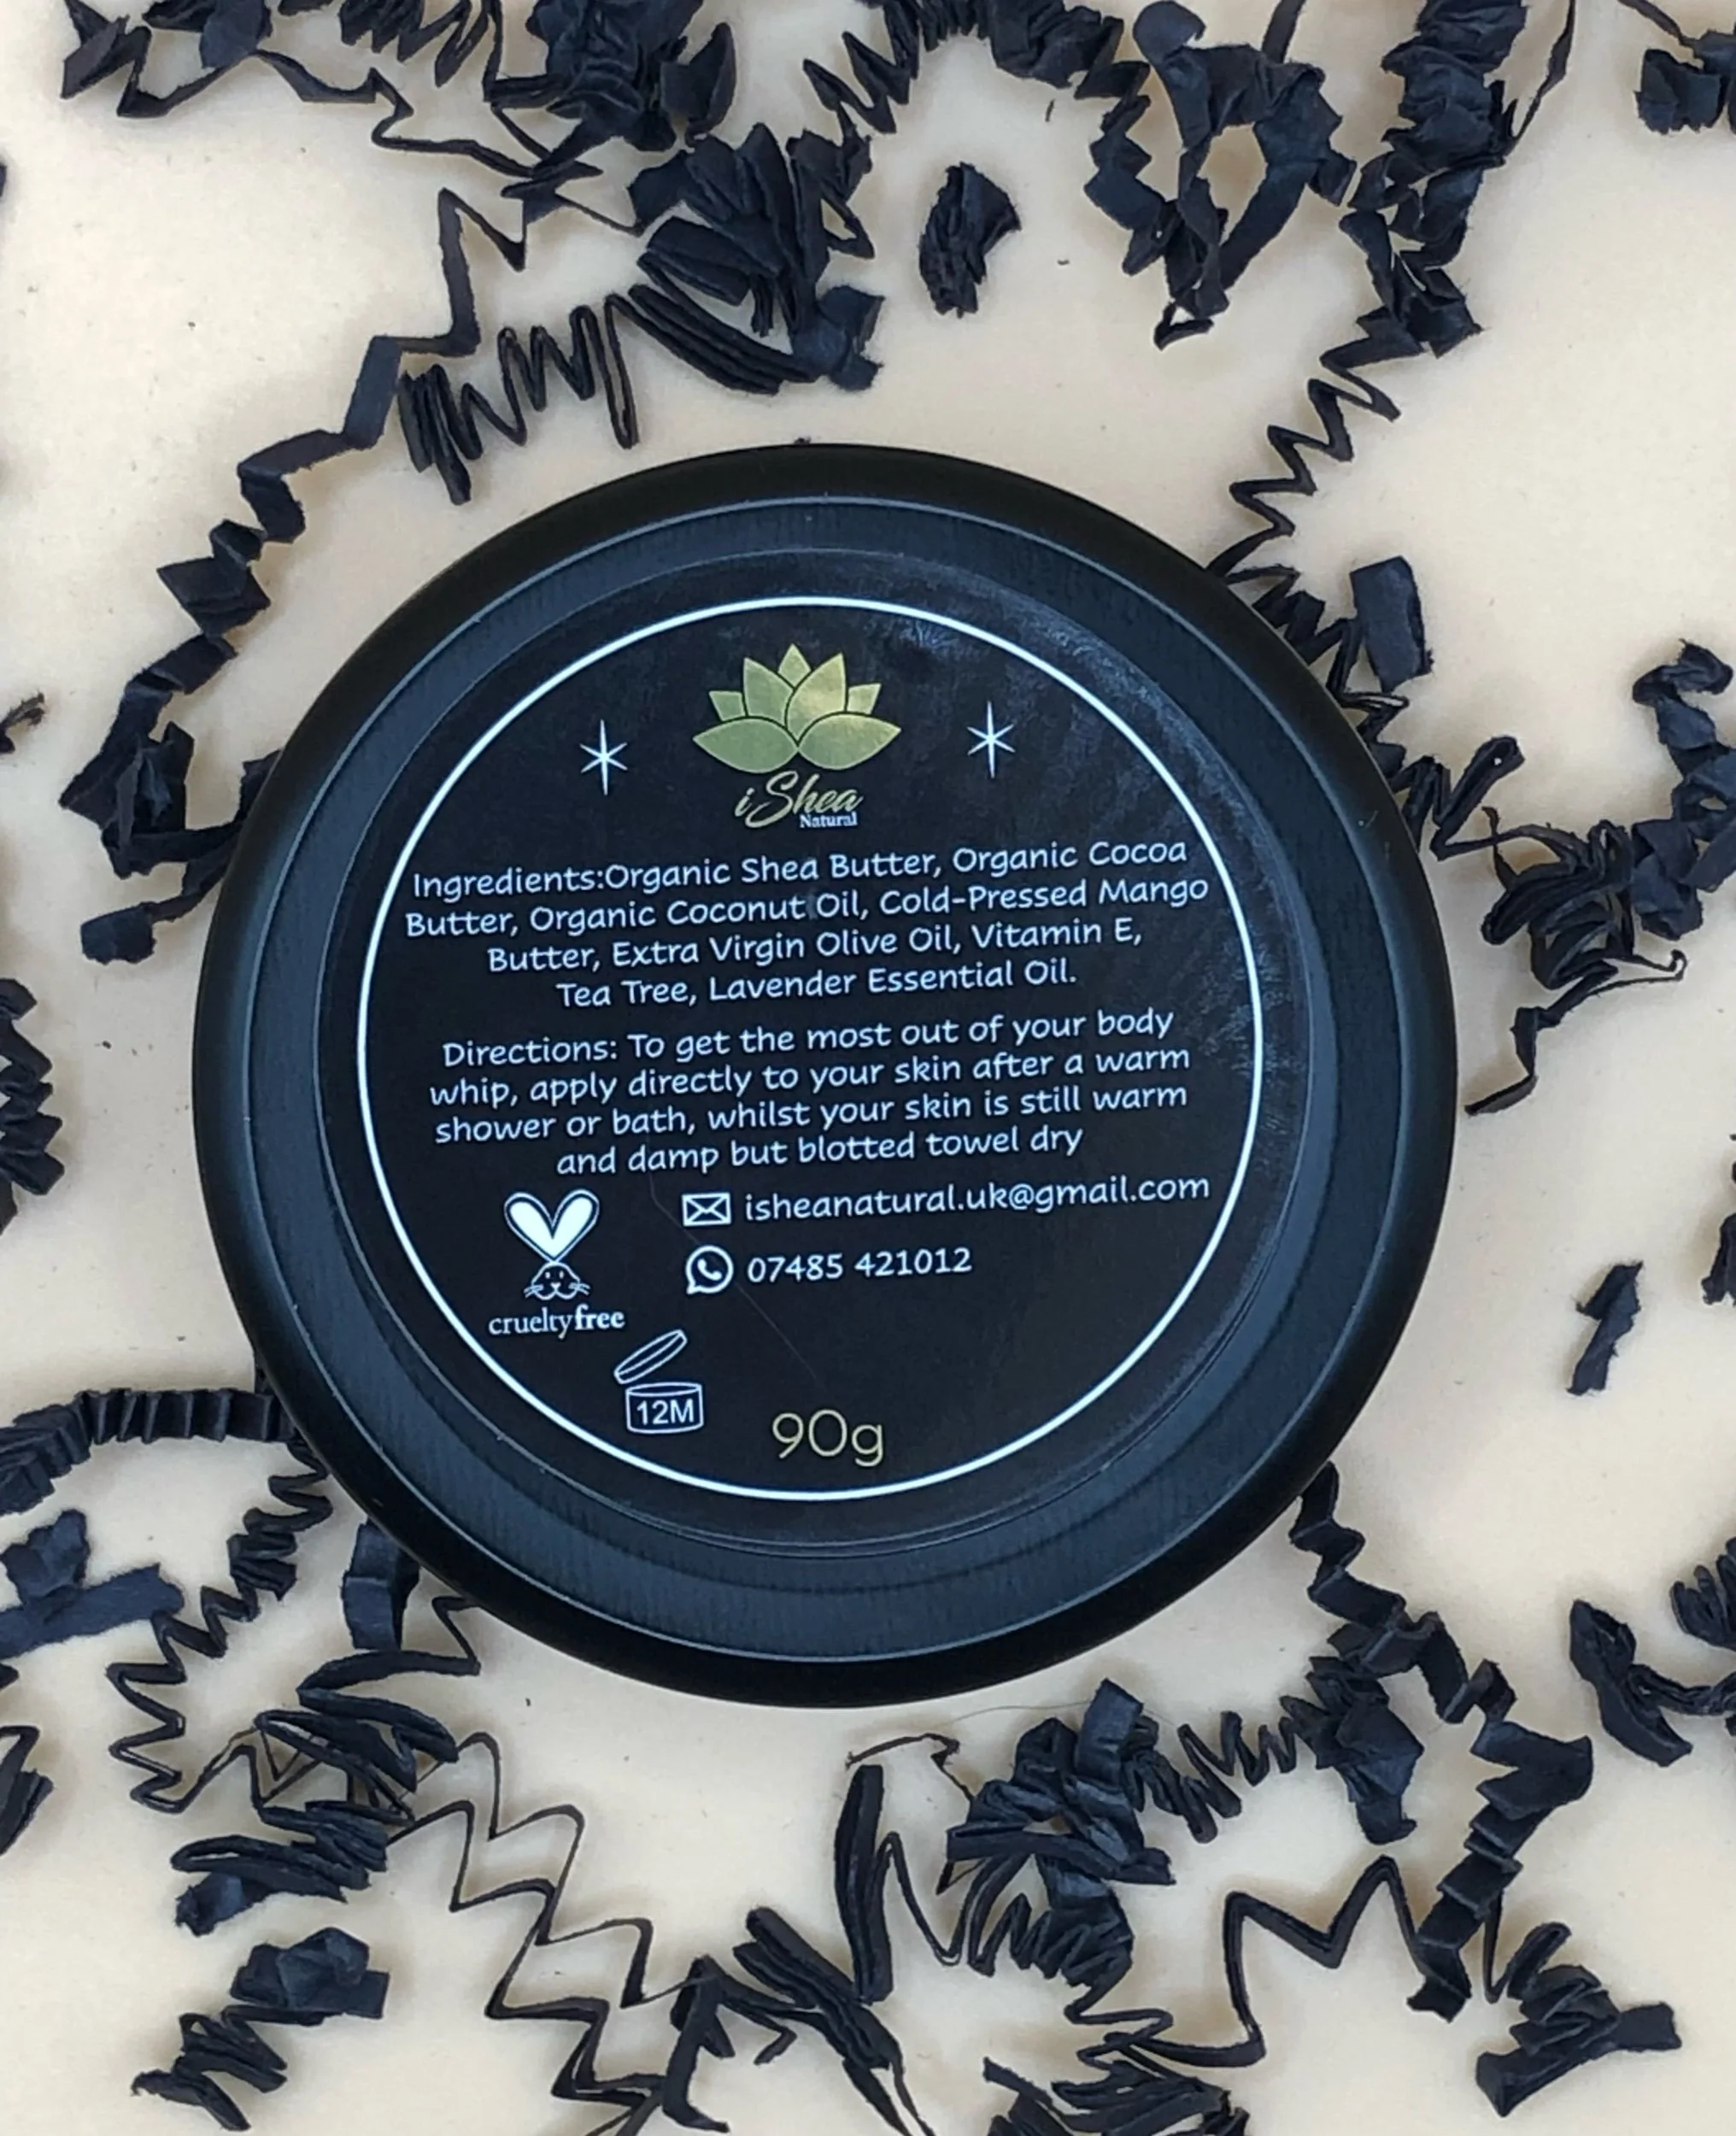 iShea
Natural
Ingredients:Organic Shea Butter, Organic Cocoa
Butter, Organic Coconut Oil, Cold-Pressed Mango
Butter, Extra Virgin Olive Oil, Vitamin E,
Tea Tree, Lavender Essential Oil.
Directions: To get the most out of your body
whip, apply directly to your skin after a warm
shower or bath, whilst your skin is still warm
and damp but blotted towel dry
isheanatural.uk@gmail.com
07485 421012
crueltyfree
12M
90g